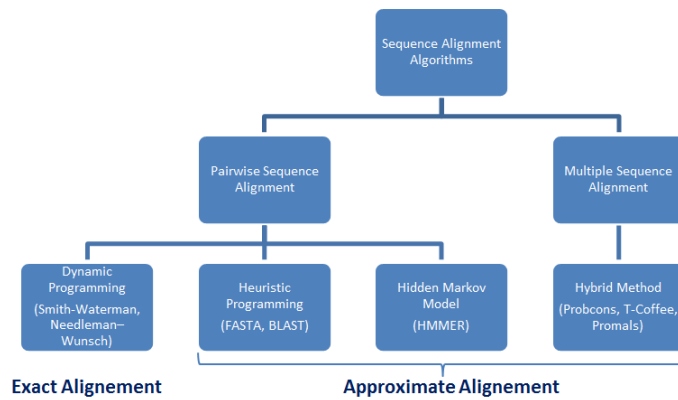 Sequence Alignment
Algorithms
Pairwise Sequence
Alignment
Multiple Sequence
Alignment
Dynamic
Programming
(Smith-Waterman,
Needleman–
Wunsch)
Heuristic
Programming
(FASTA, BLAST)
Hidden Markov
Model
(HMMER)
Hybrid Method
(Probcons, T-Coffee,
Promals)
Exact Alignement
Approximate Alignement